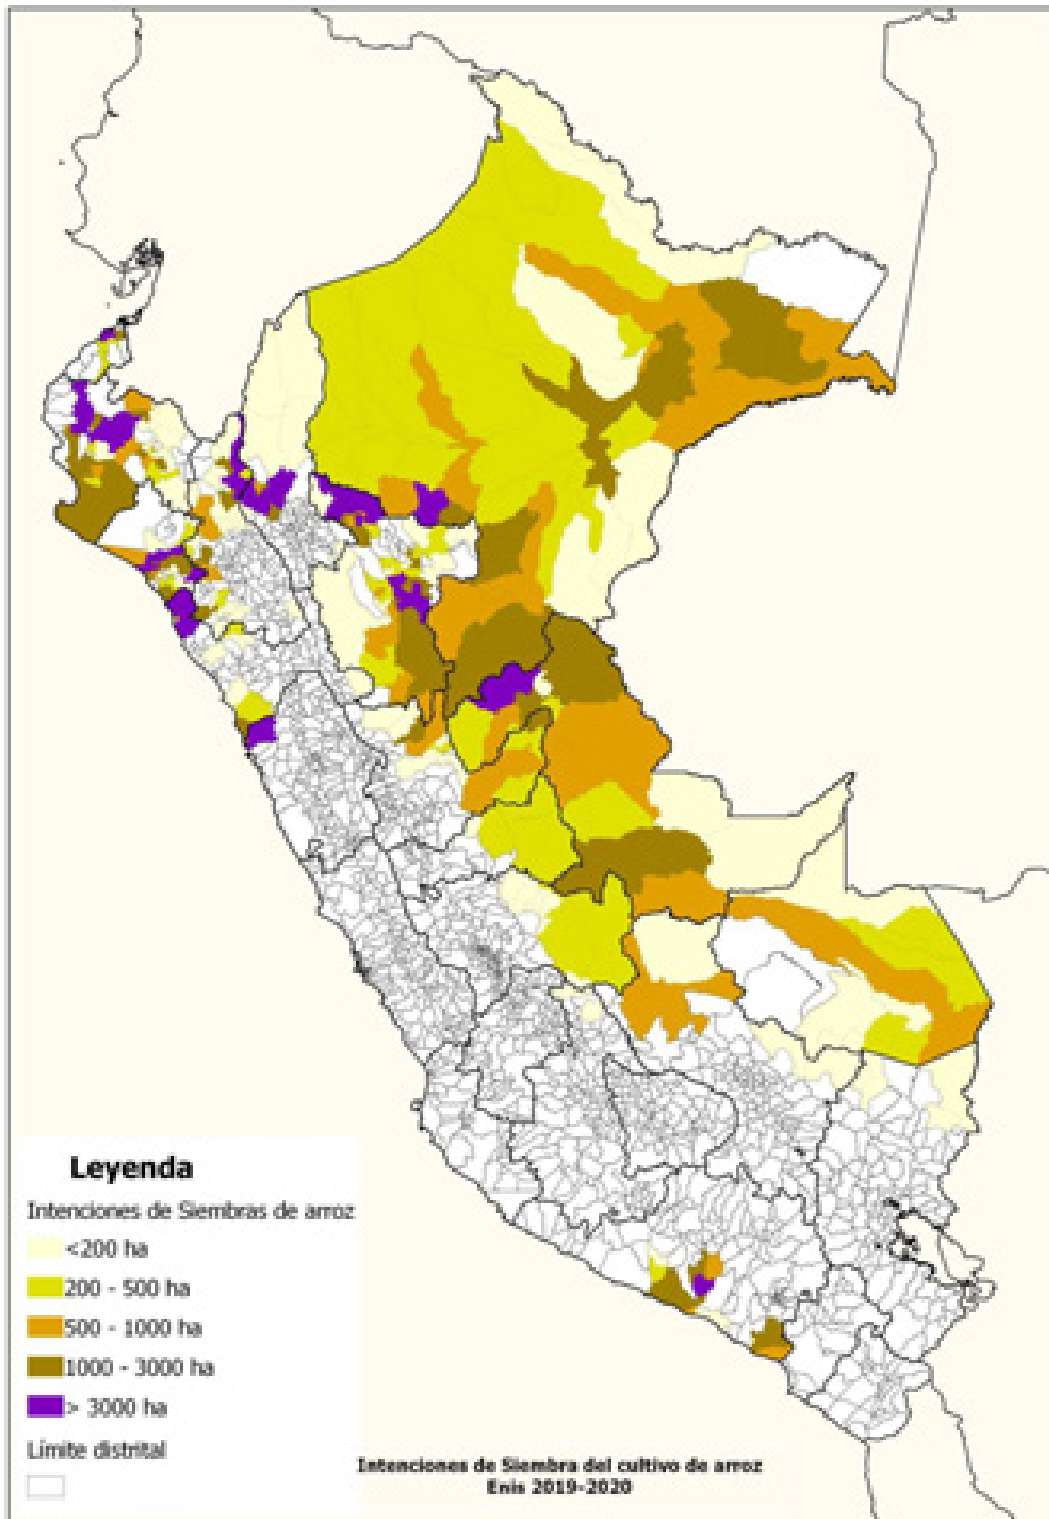 Leyenda
Intenciones de Siembras de arroz
<200 ha
200 - 500 ha
500 - 1000 ha
1000 - 3000 ha
> 3000 ha
Límite distrital
Intenciones de Siembra del cultivo de arroz
Enis 2019-2020